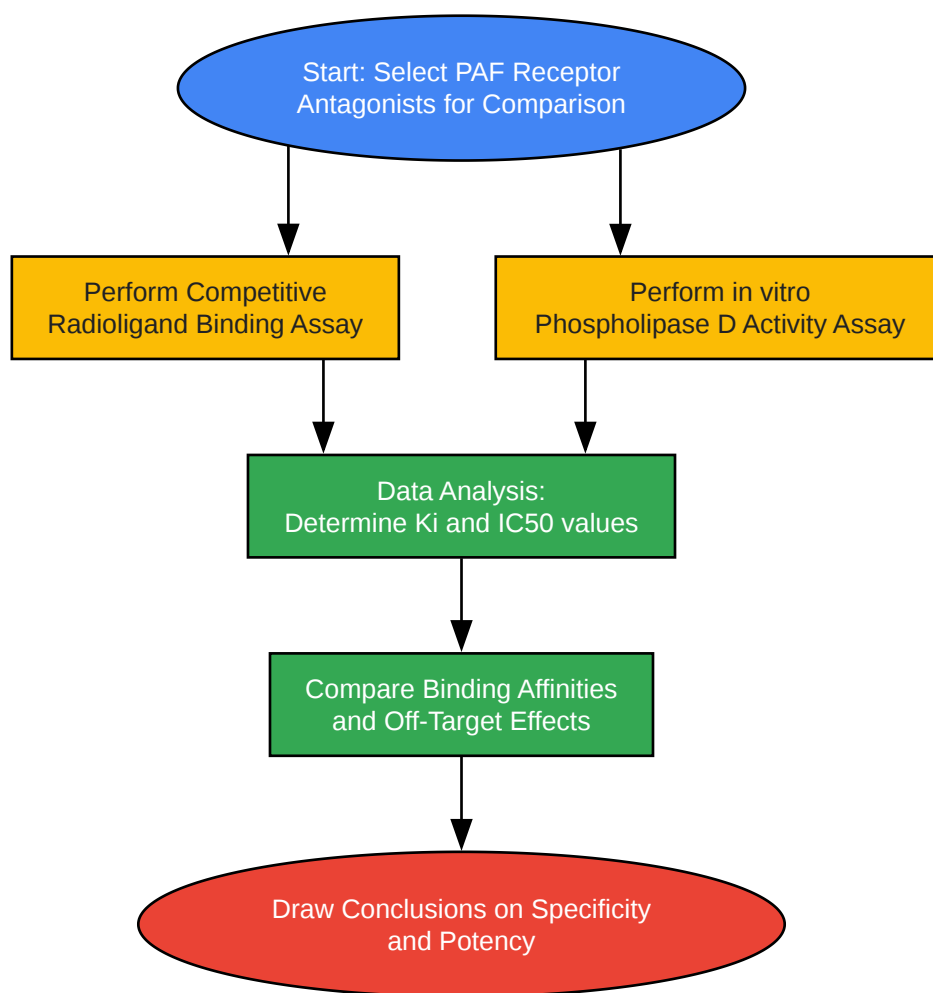 Start: Select PAF Receptor
Antagonists for Comparison
Perform Competitive
Radioligand Binding Assay
Perform in vitro
Phospholipase D Activity Assay
Data Analysis:
Determine Ki and IC50 values
Compare Binding Affinities
and Off-Target Effects
Draw Conclusions on Specificity
and Potency